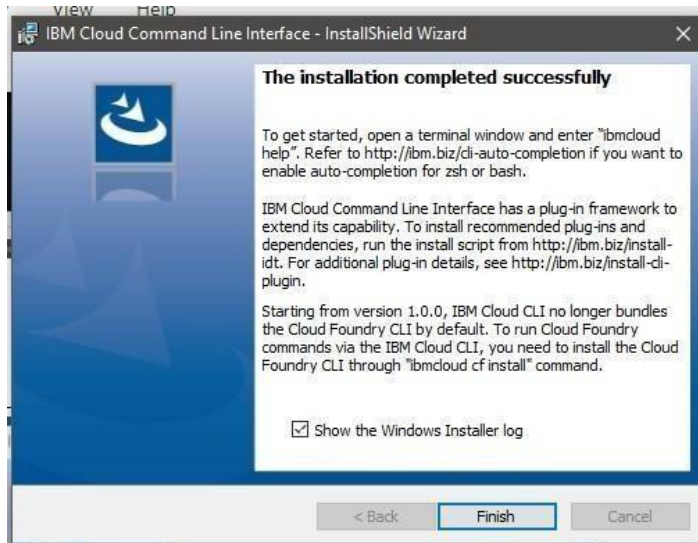 View Help
IBM Cloud Command Line Interface - InstallShield Wizard
The installation completed successfully
To get started, open a terminal window and enter "ibmcloud
help". Refer to http://ibm.biz/cli-auto-completion if you want to
enable auto-completion for zsh or bash.
IBM Cloud Command Line Interface has a plug-in framework to
extend its capability. To install recommended plug-ins and
dependencies, run the install script from http://ibm.biz/install-
idt. For additional plug-in details, see http://ibm.biz/install-cli-
plugin.
Starting from version 1.0.0, IBM Cloud CLI no longer bundles
the Cloud Foundry CLI by default. To run Cloud Foundry
commands via the IBM Cloud CLI, you need to install the Cloud
Foundry CLI through "ibmcloud cf install" command.
Show the Windows Installer log
< Back Finish Cancel